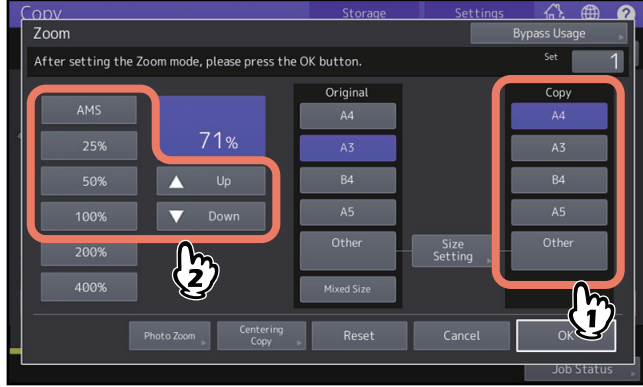 Copy
Storage
Settings
?
Zoom
Bypass Usage
After setting the Zoom mode, please press the OK button.
Set
1
AMS
25%
50%
100%
200%
400%
71%
Up
Down
2
Original
A4
A3
B4
A5
Other
Mixed Size
Size
Setting
Copy
A4
A3
B4
A5
Other
1
Photo Zoom
Centering
Copy
Reset
Cancel
OK
Job Status